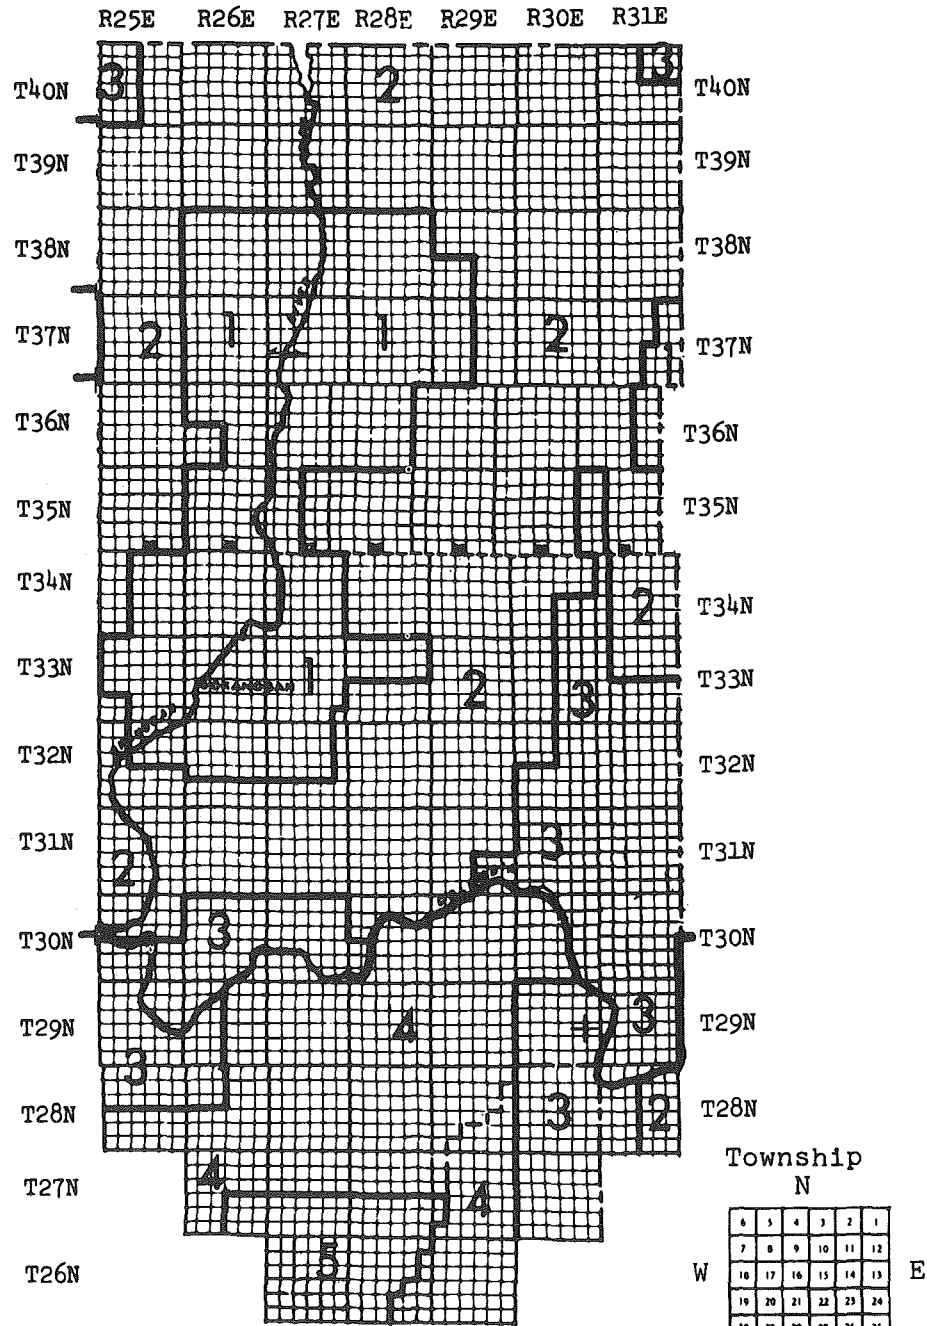 R25E R26E R27E R28E R29E R30E R31E
3 2 3
T40N T40N
T39N T39N
T38N T38N
2 1 1 2 1
T37N T37N
T36N T36N
T35N T35N
2
T34N T34N
1 2 3
T33N T33N
T32N T32N
2 3
T31N T31N
3
T30N T30N
4 3
T29N T29N
3 3 2
T28N T28N
4 4
T27N
5
T26N
Township
N
6 5 4 3 2 1
7 8 9 10 11 12
W 18 17 16 15 14 13 E
19 20 21 22 23 24